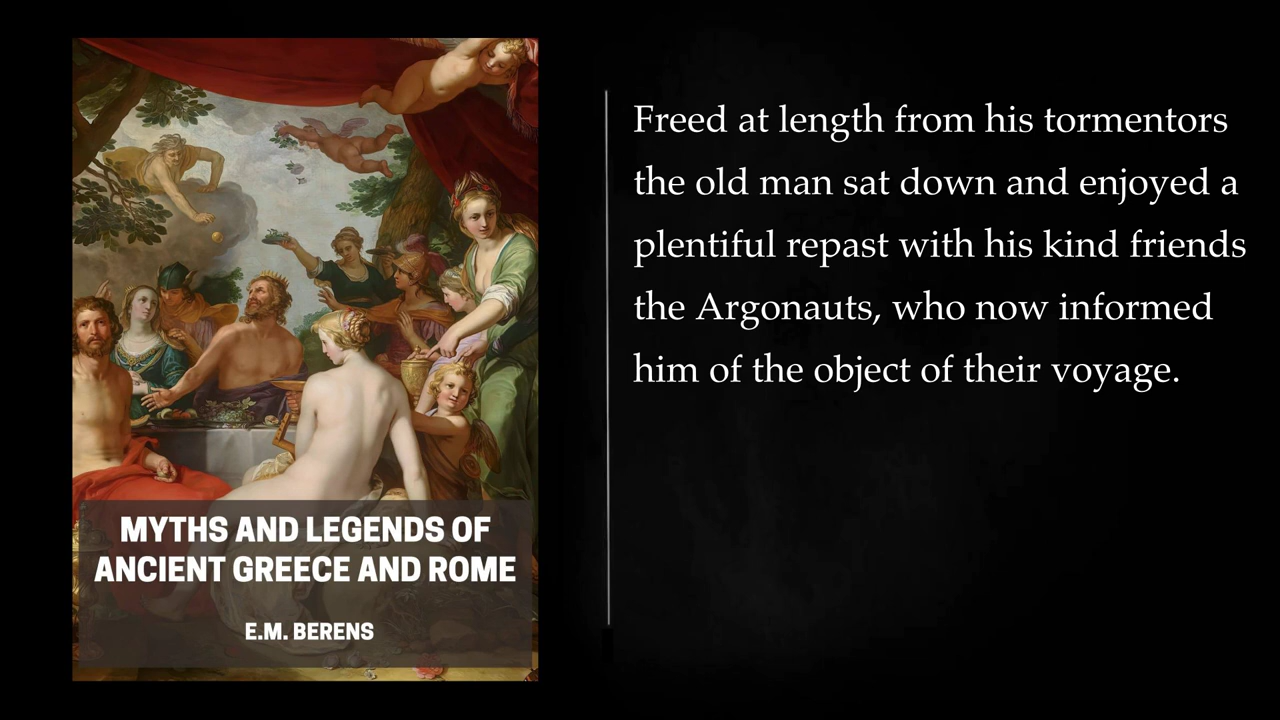 MYTHS AND LEGENDS OF
ANCIENT GREECE AND ROME
E.M. BERENS
Freed at length from his tormentors
the old man sat down and enjoyed a
plentiful repast with his kind friends
the Argonauts, who now informed
him of the object of their voyage.